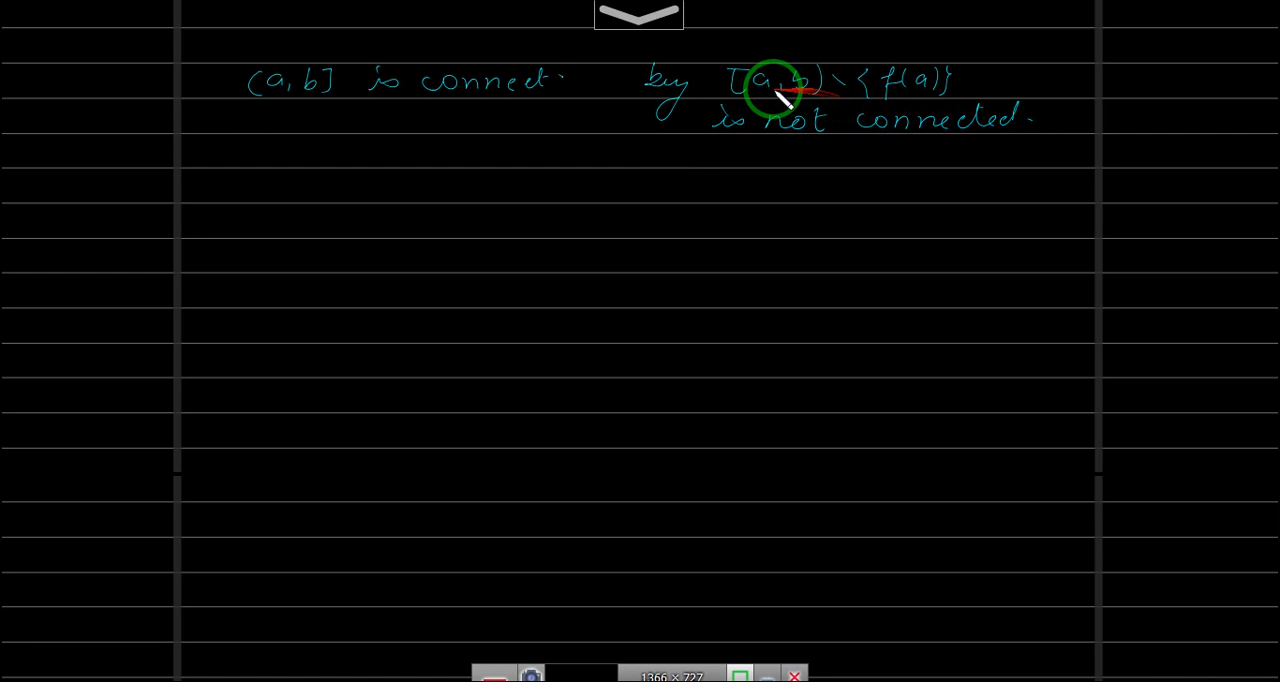 (a,b] is connect. by [a,b) \ {f(a)}
is not connected.
1366 × 727